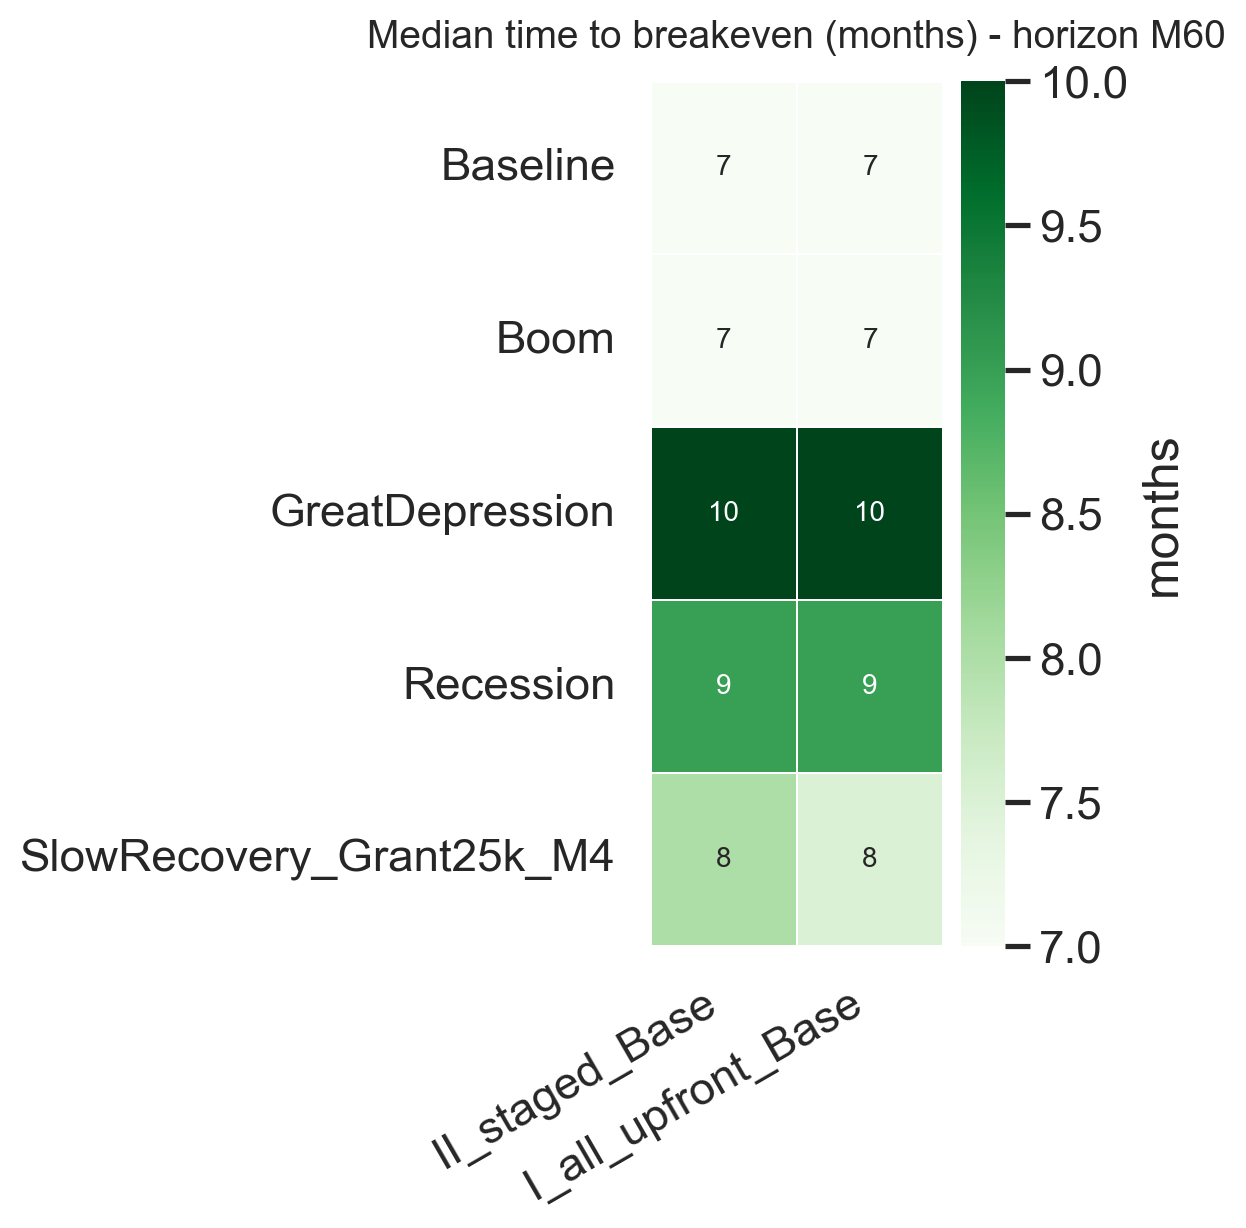 Median time to breakeven (months) - horizon M60
Baseline 7 7
Boom 7 7
GreatDepression 10 10
Recession 9 9
SlowRecovery_Grant25k_M4 8 8
II_staged_Base
I_all_upfront_Base
10.0
9.5
9.0
8.5
8.0
7.5
7.0
months